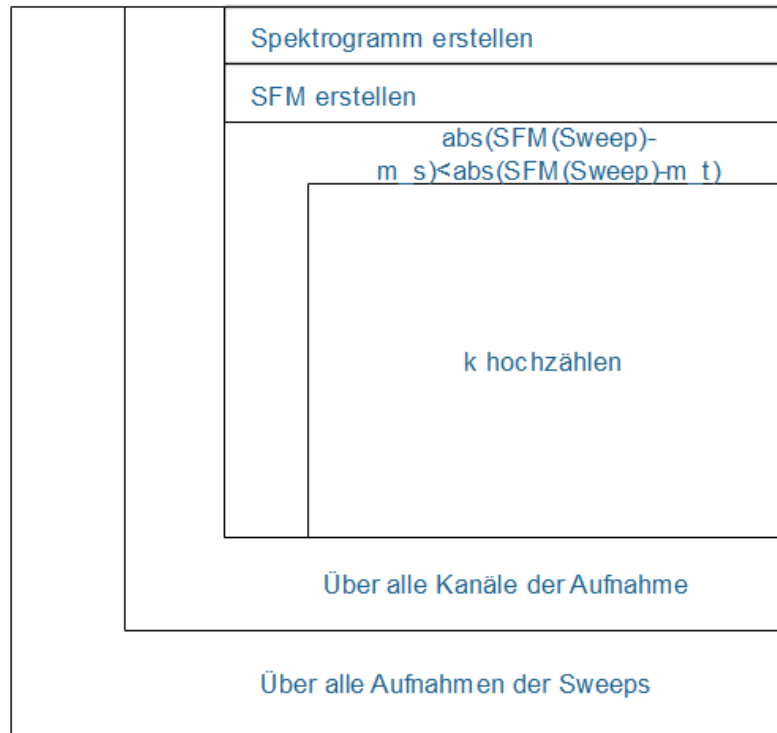 Spektrogramm erstellen
SFM erstellen
abs(SFM(Sweep)-
m_s)<abs(SFM(Sweep)-m_t)
k hochzählen
Über alle Kanäle der Aufnahme
Über alle Aufnahmen der Sweeps